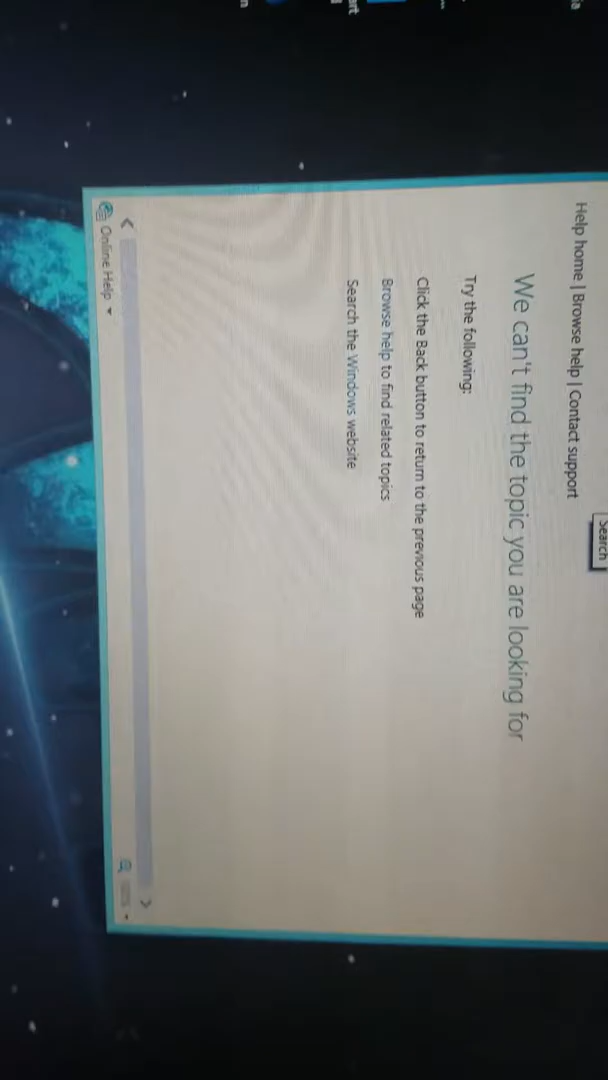 Search
Help home | Browse help | Contact support
We can't find the topic you are looking for
Try the following:
Click the Back button to return to the previous page
Browse help to find related topics
Search the Windows website
Online Help